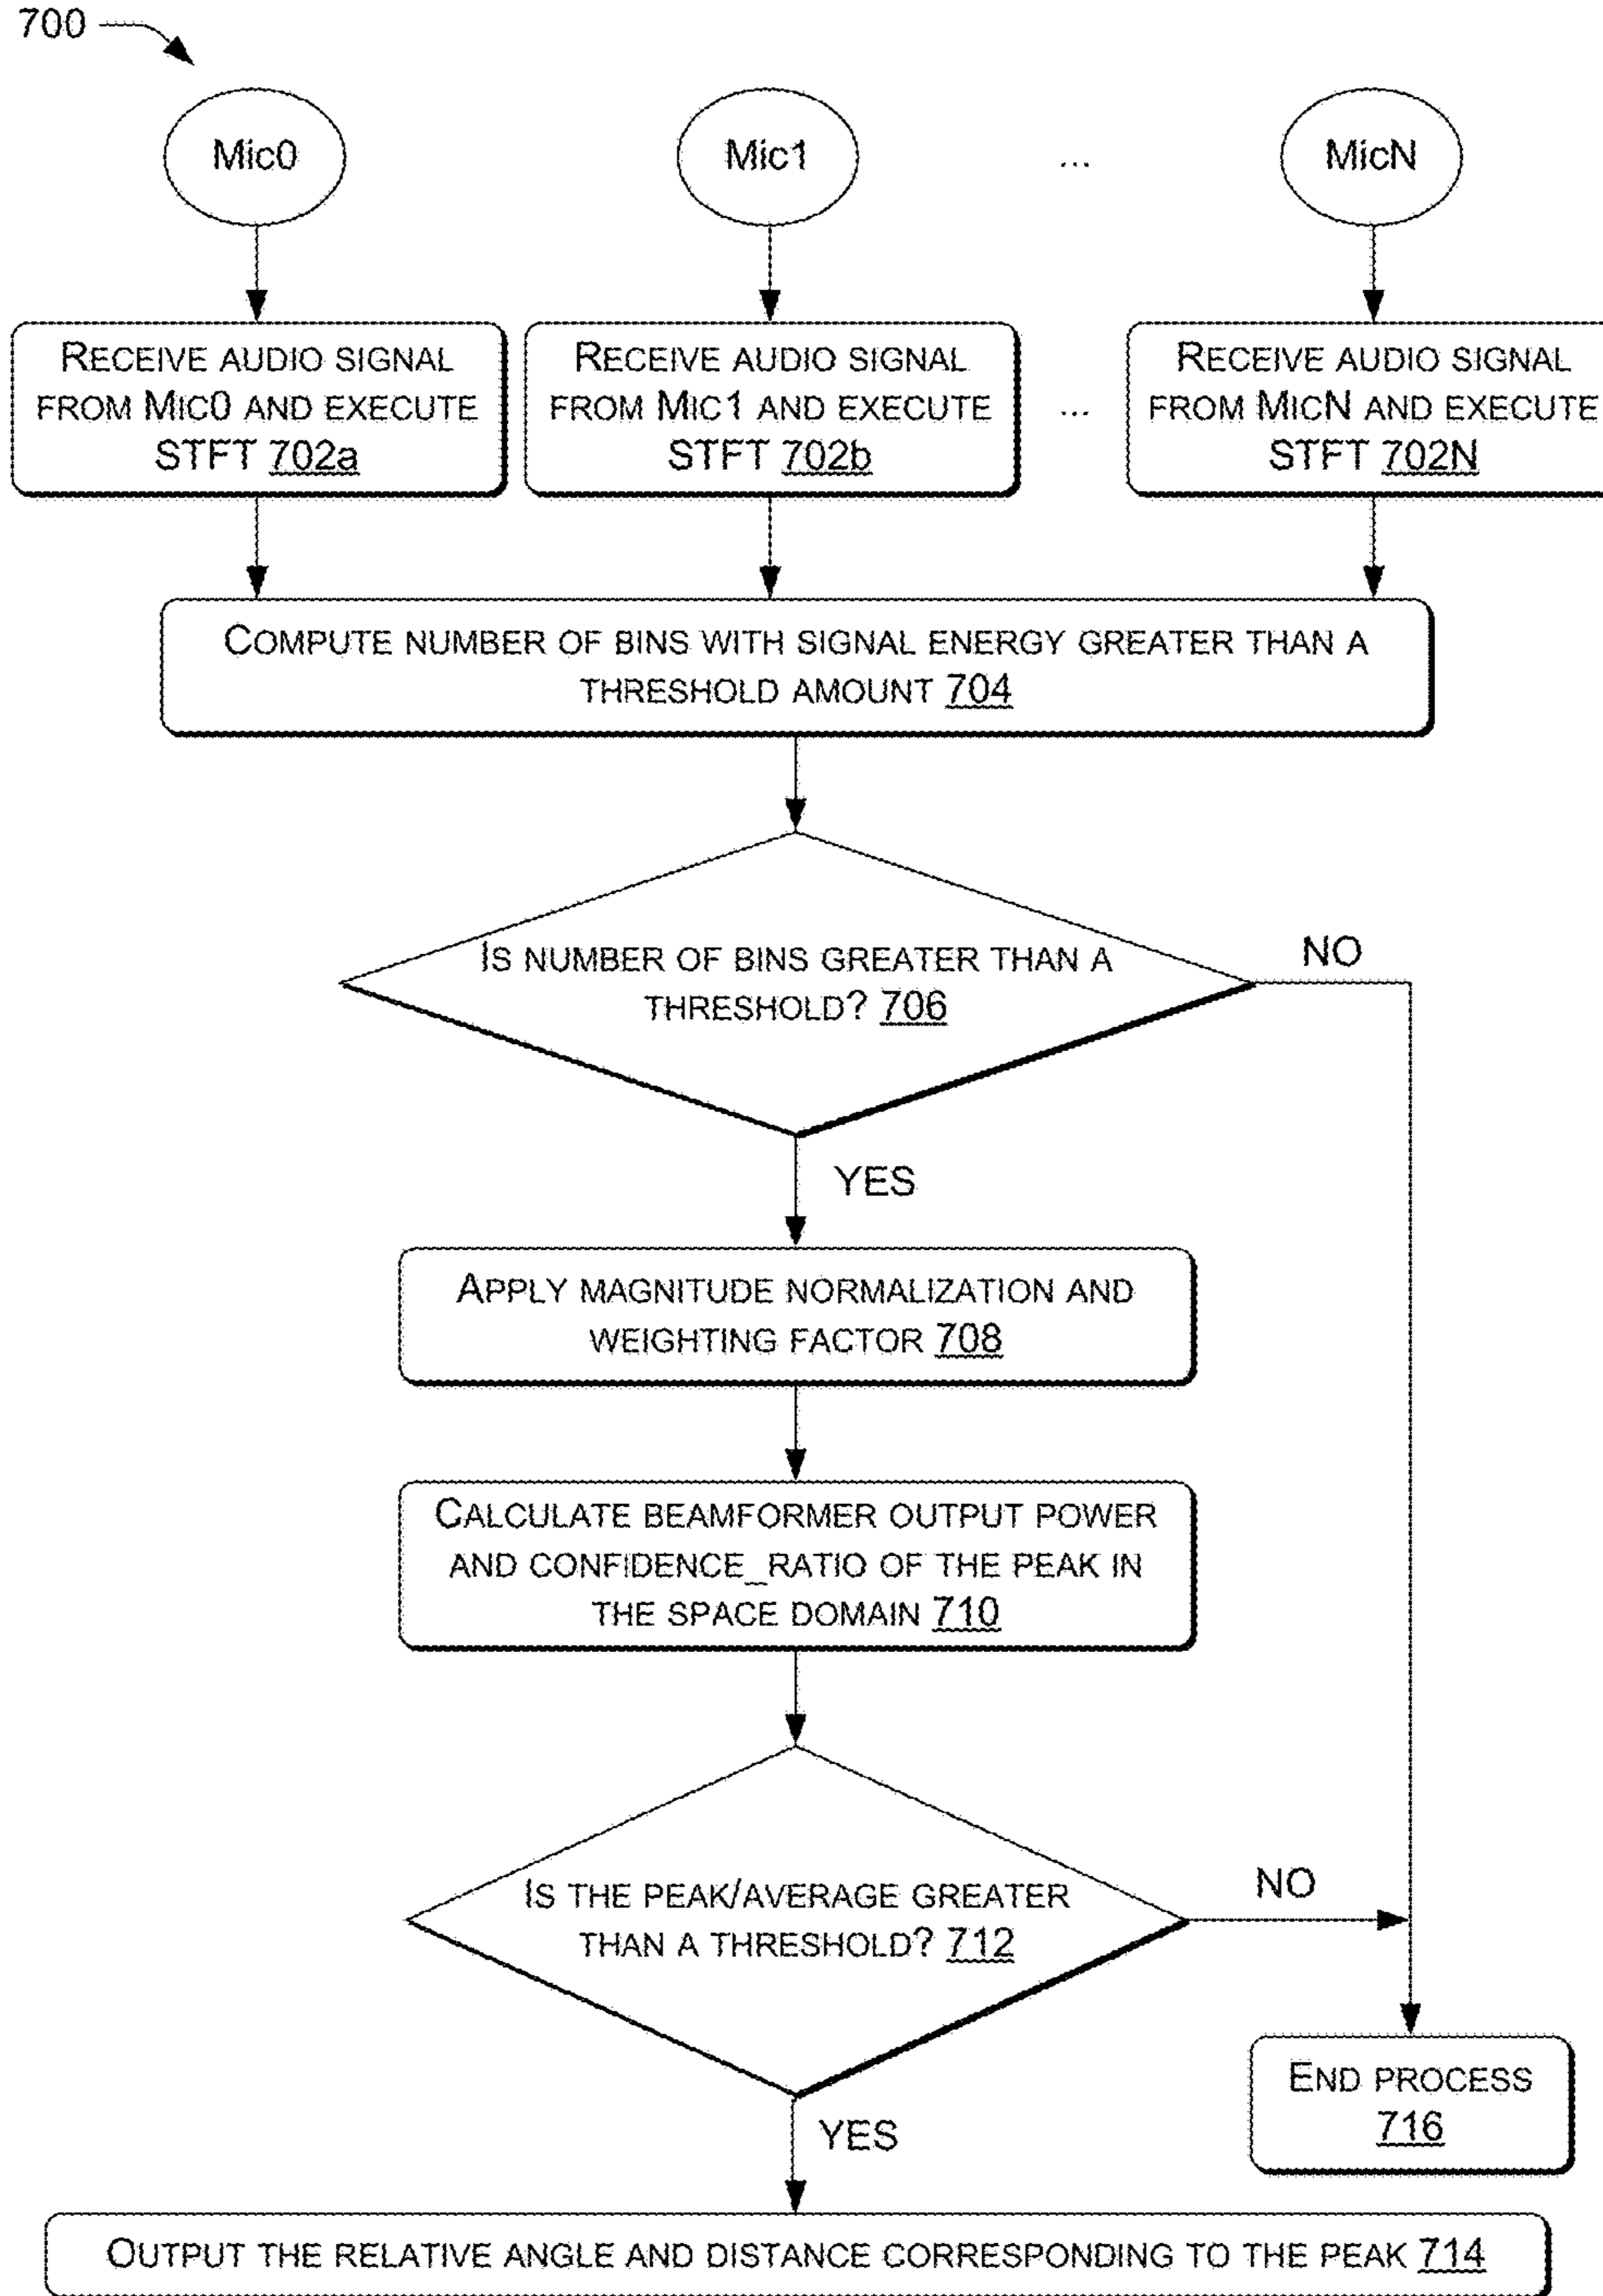 700
Mic0
Mic1
...
MicN
RECEIVE AUDIO SIGNAL
FROM MIC0 AND EXECUTE
STFT 702a
RECEIVE AUDIO SIGNAL
FROM MIC1 AND EXECUTE
STFT 702b
...
RECEIVE AUDIO SIGNAL
FROM MICN AND EXECUTE
STFT 702N
COMPUTE NUMBER OF BINS WITH SIGNAL ENERGY GREATER THAN A
THRESHOLD AMOUNT 704
IS NUMBER OF BINS GREATER THAN A
THRESHOLD? 706
NO
YES
APPLY MAGNITUDE NORMALIZATION AND
WEIGHTING FACTOR 708
CALCULATE BEAMFORMER OUTPUT POWER
AND CONFIDENCE_RATIO OF THE PEAK IN
THE SPACE DOMAIN 710
IS THE PEAK/AVERAGE GREATER
THAN A THRESHOLD? 712
NO
YES
END PROCESS
716
OUTPUT THE RELATIVE ANGLE AND DISTANCE CORRESPONDING TO THE PEAK 714